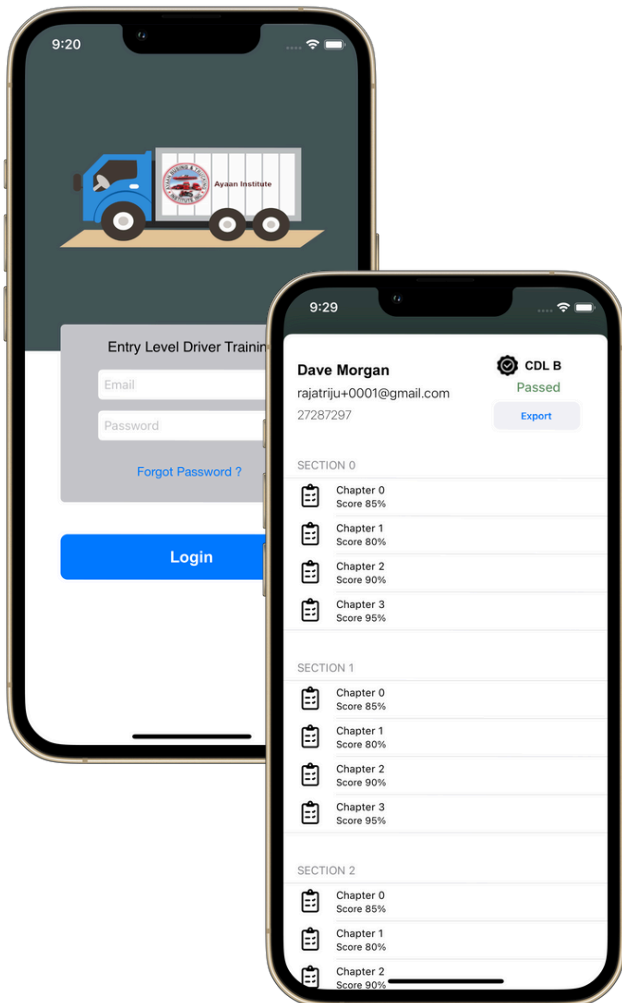 9:20
Ayaan Institute
Entry Level Driver Trainin
Email
Password
Forgot Password ?
Login
9:29
Dave Morgan
CDL B
rajatriju+0001@gmail.com
Passed
27287297
Export
SECTION 0
Chapter 0
Score 85%
Chapter 1
Score 80%
Chapter 2
Score 90%
Chapter 3
Score 95%
SECTION 1
Chapter 0
Score 85%
Chapter 1
Score 80%
Chapter 2
Score 90%
Chapter 3
Score 95%
SECTION 2
Chapter 0
Score 85%
Chapter 1
Score 80%
Chapter 2
Score 90%